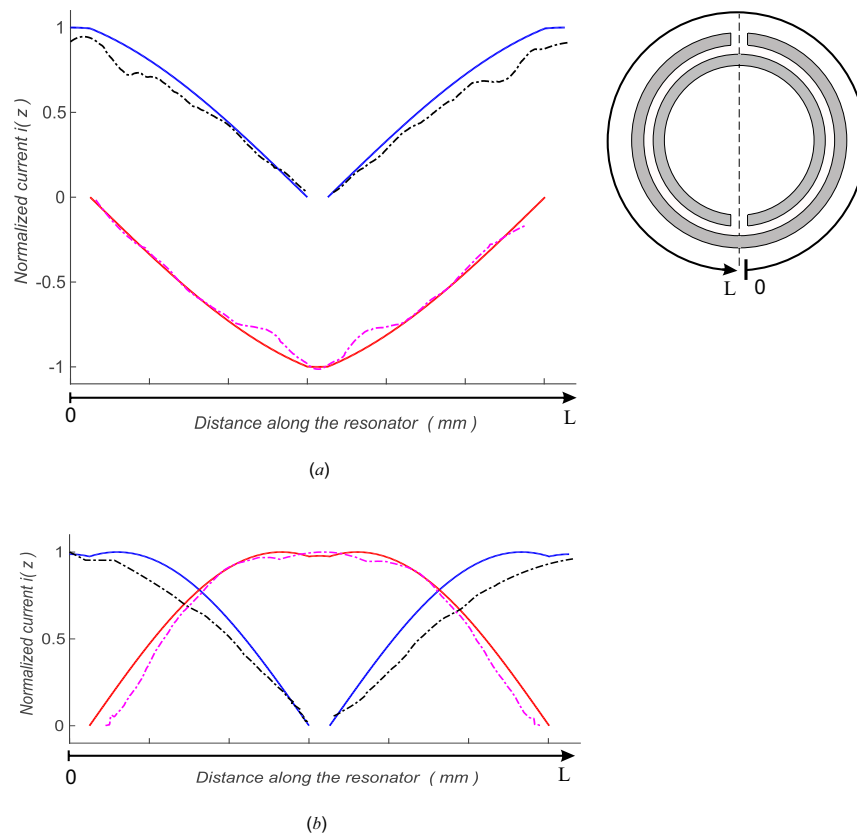 Normalized current i( z )
1
0.5
0
-0.5
-1
0
L
Distance along the resonator ( mm )
(a)
L
0
Normalized current i( z )
1
0.5
0
0
L
Distance along the resonator ( mm )
(b)